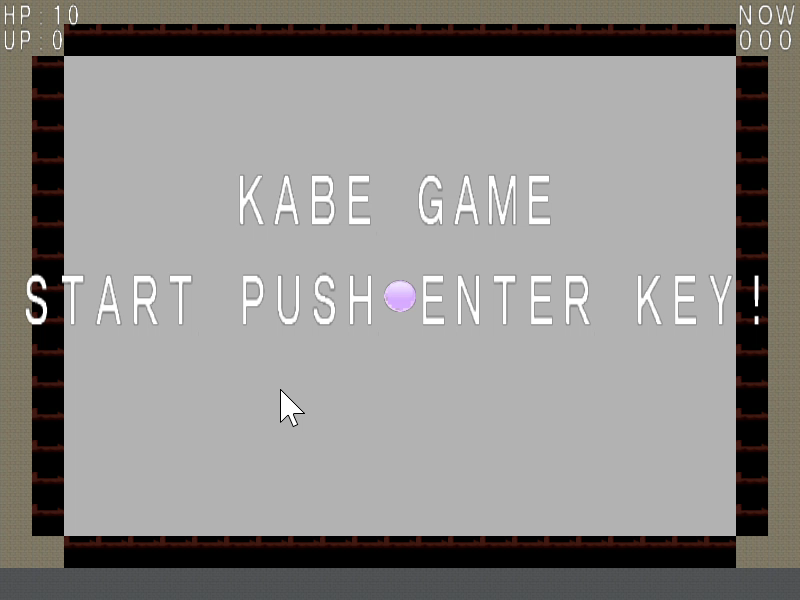 HP:10
UP:0
NOW
000
KABE GAME
START PUSH ENTER KEY!